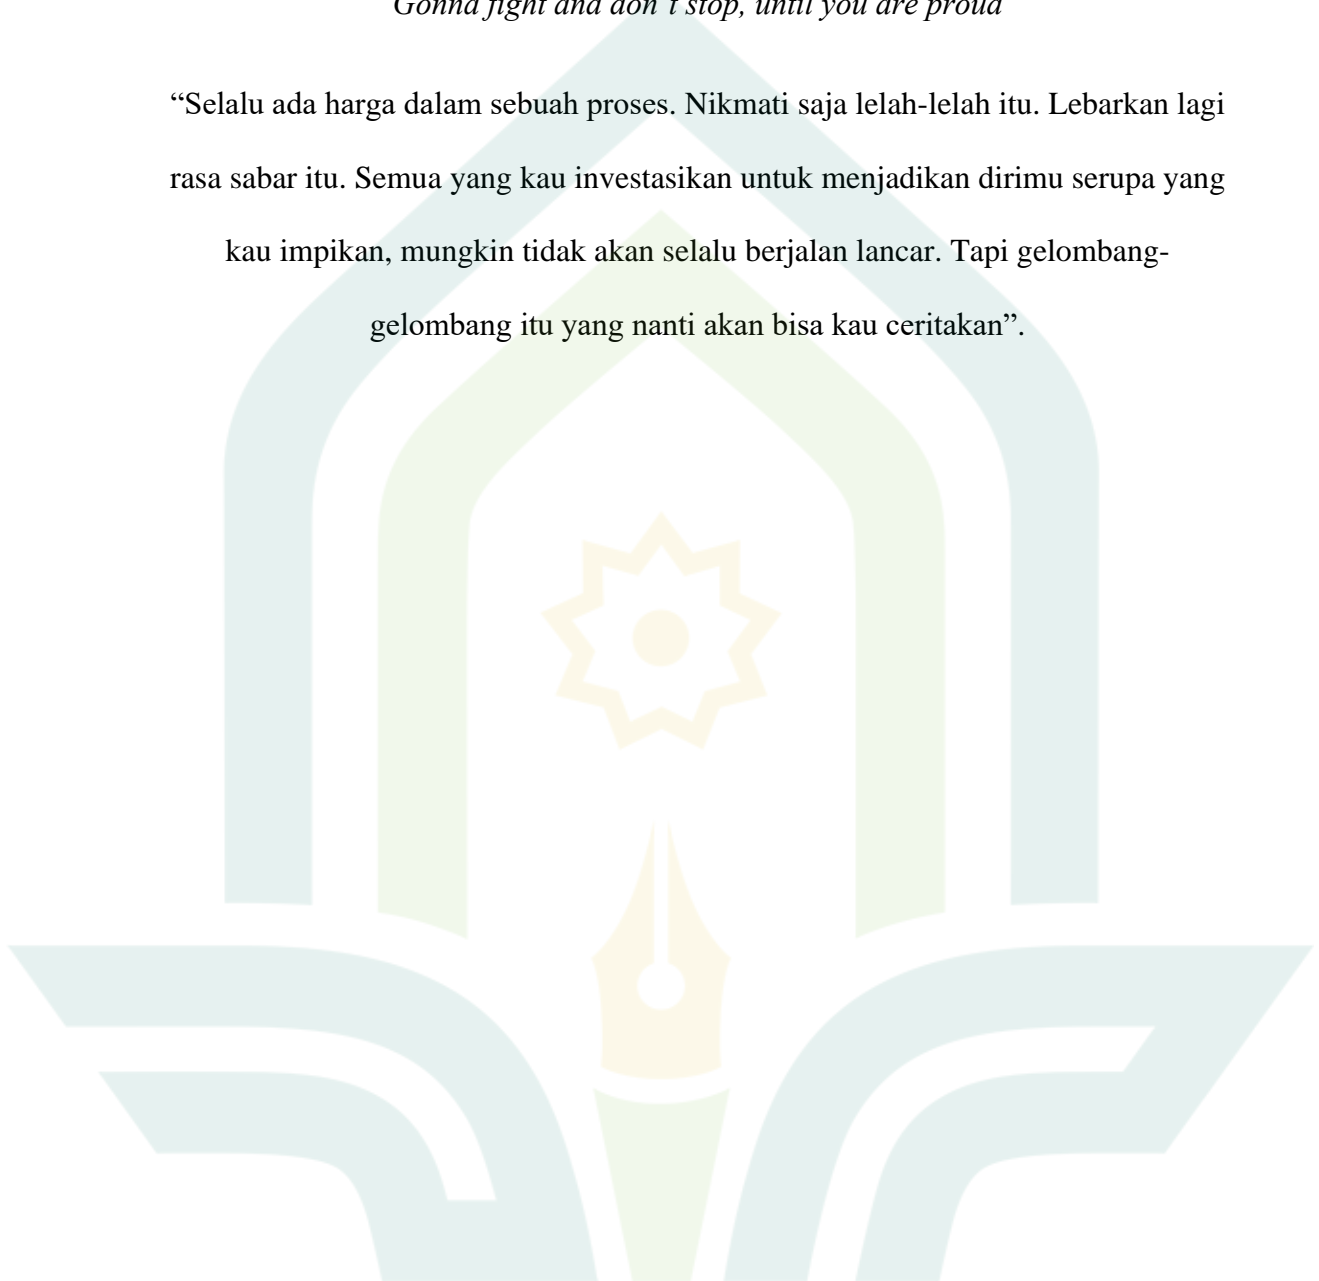 Gonna fight and don't stop, until you are proud
“Selalu ada harga dalam sebuah proses. Nikmati saja lelah-lelah itu. Lebarkan lagi
rasa sabar itu. Semua yang kau investasikan untuk menjadikan dirimu serupa yang
kau impikan, mungkin tidak akan selalu berjalan lancar. Tapi gelombang-
gelombang itu yang nanti akan bisa kau ceritakan”.